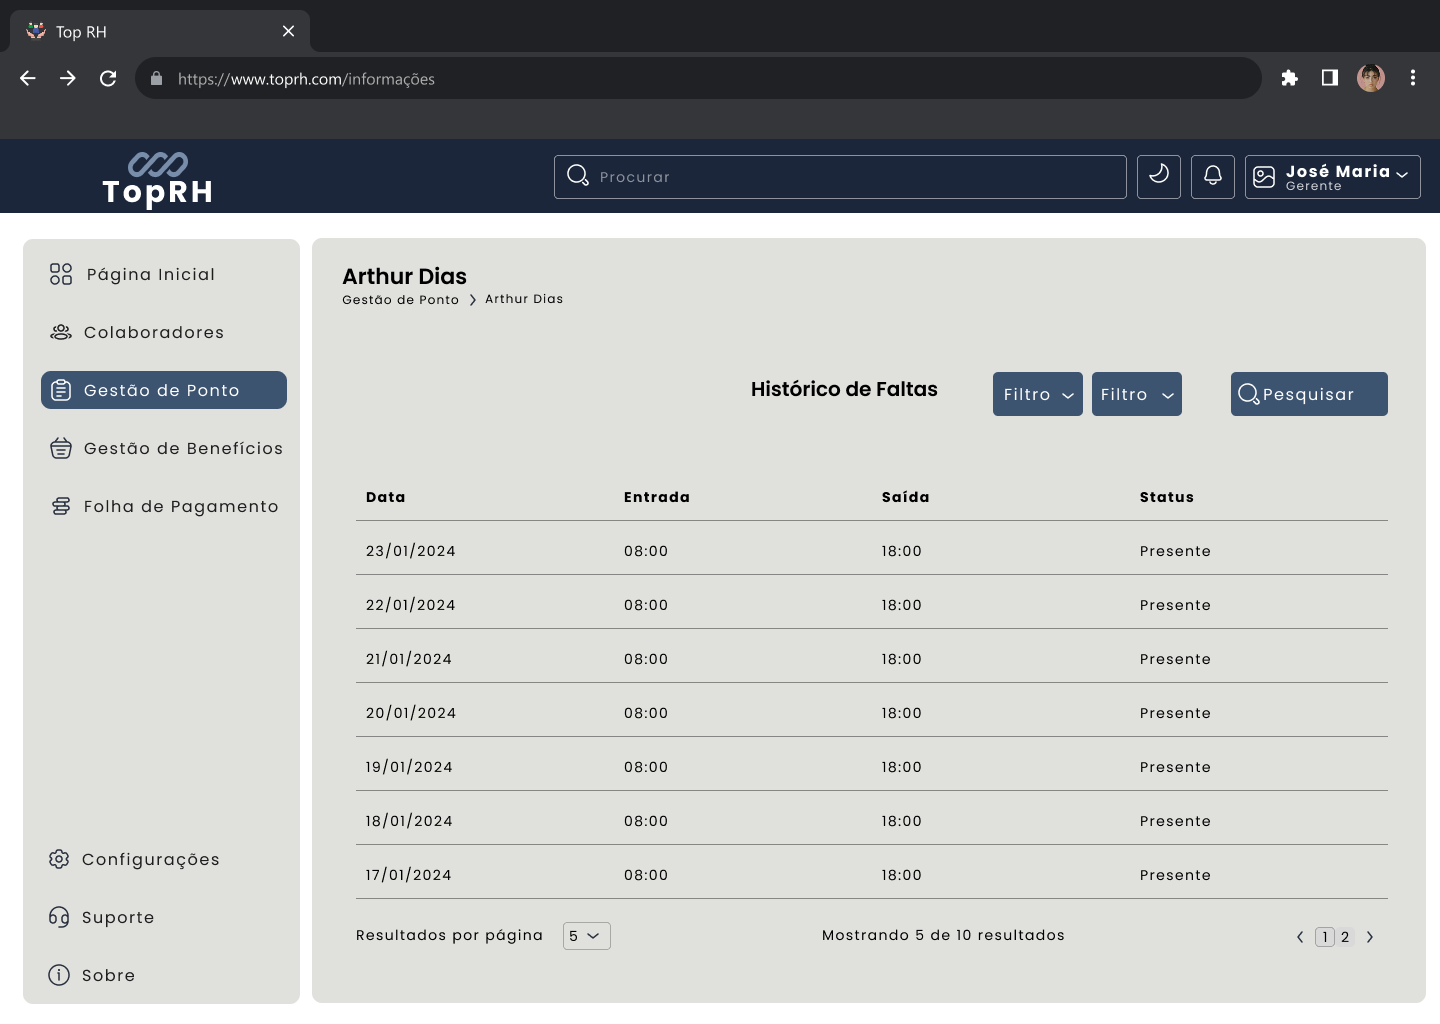 Top RH
https://www.toprh.com/informações
TopRH
Procurar
José Maria
Gerente
Página Inicial
Colaboradores
Gestão de Ponto
Gestão de Benefícios
Folha de Pagamento
Configurações
Suporte
Sobre
Arthur Dias
Gestão de Ponto > Arthur Dias
Histórico de Faltas
Filtro
Filtro
Pesquisar
Data Entrada Saída Status
23/01/2024 08:00 18:00 Presente
22/01/2024 08:00 18:00 Presente
21/01/2024 08:00 18:00 Presente
20/01/2024 08:00 18:00 Presente
19/01/2024 08:00 18:00 Presente
18/01/2024 08:00 18:00 Presente
17/01/2024 08:00 18:00 Presente
Resultados por página 5 Mostrando 5 de 10 resultados 1 2